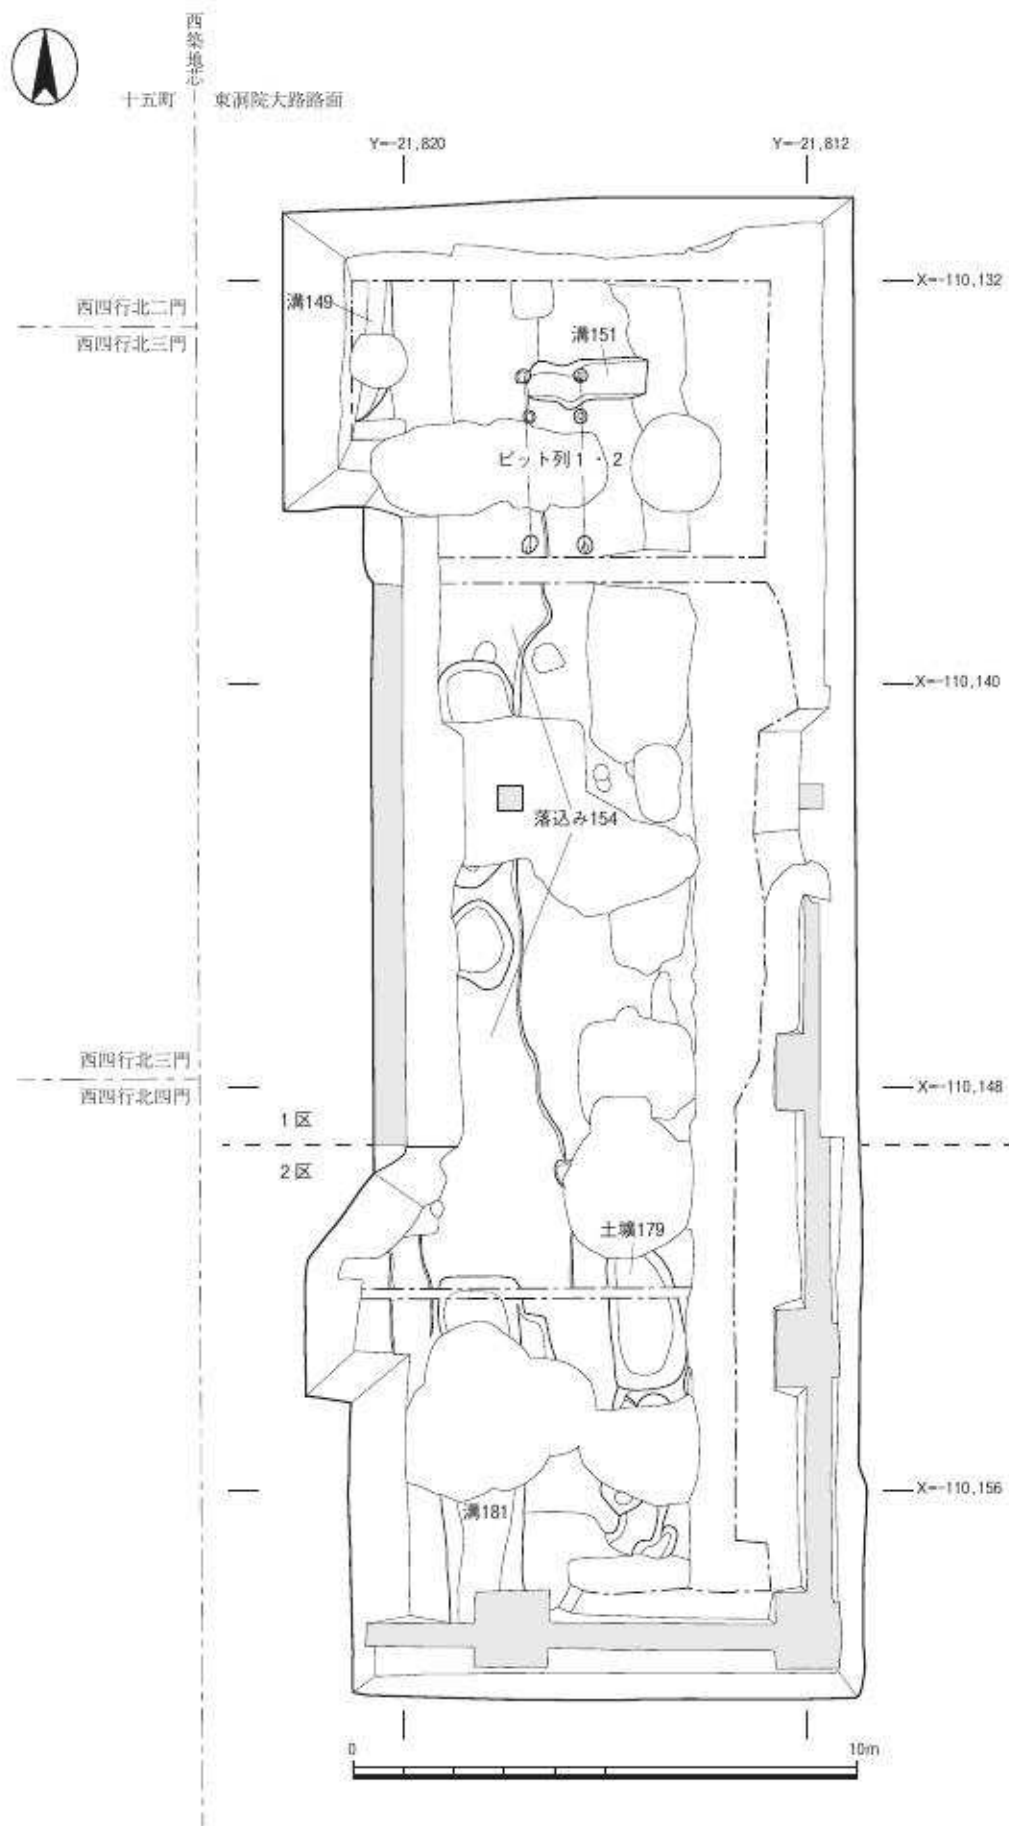 西築地芯
十五町
東洞院大路路面
Y=-21,820
Y=-21,812
X=-110,132
西四行北二門
西四行北三門
溝149
溝151
ピット列1・2
X=-110,140
落込み154
西四行北三門
西四行北四門
X=-110,148
1区
2区
土壙179
X=-110,156
溝181
0
10m